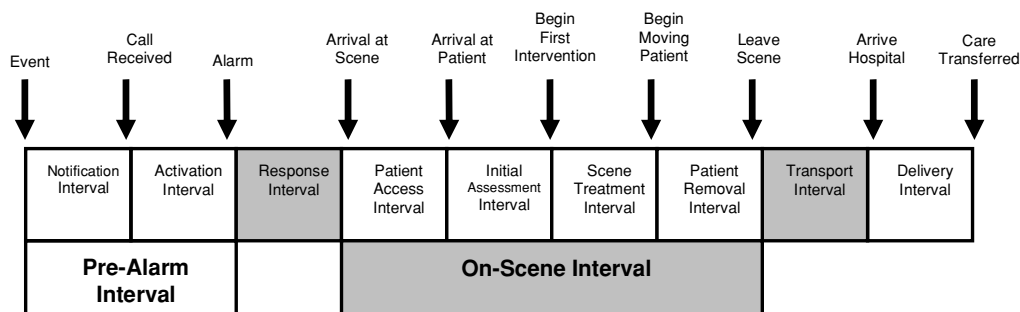 Event
Call
Received
Alarm
Arrival at
Scene
Arrival at
Patient
Begin
First
Intervention
Begin
Moving
Patient
Leave
Scene
Arrive
Hospital
Care
Transferred
Notification
Interval
Activation
Interval
Response
Interval
Patient
Access
Interval
Initial
Assessment
Interval
Scene
Treatment
Interval
Patient
Removal
Interval
Transport
Interval
Delivery
Interval
Pre-Alarm
Interval
On-Scene Interval